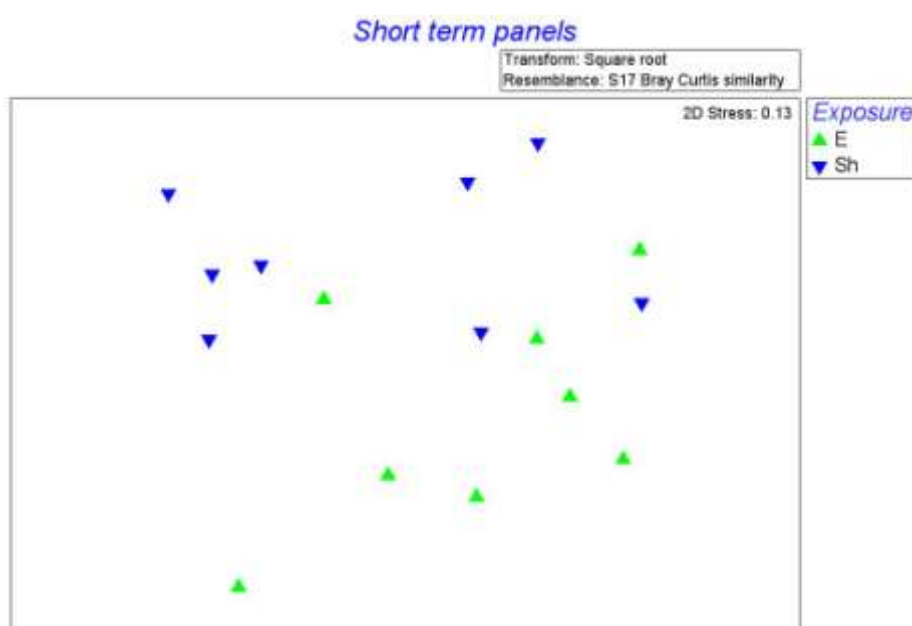 Short term panels
Transform: Square root
Resemblance: S17 Bray Curtis similarity
2D Stress: 0.13
Exposure
E
Sh